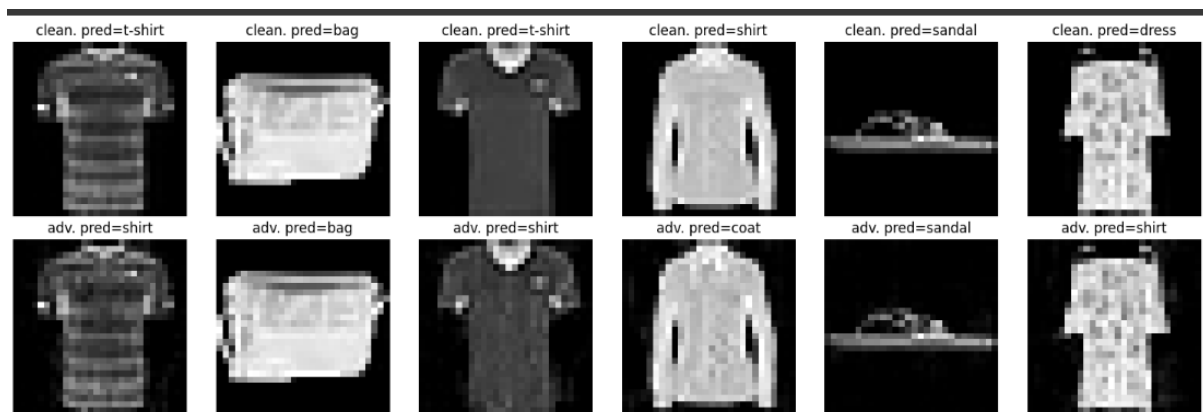 clean. pred=t-shirt clean. pred=bag clean. pred=t-shirt clean. pred=shirt clean. pred=sandal clean. pred=dress
adv. pred=shirt adv. pred=bag adv. pred=shirt adv. pred=coat adv. pred=sandal adv. pred=shirt